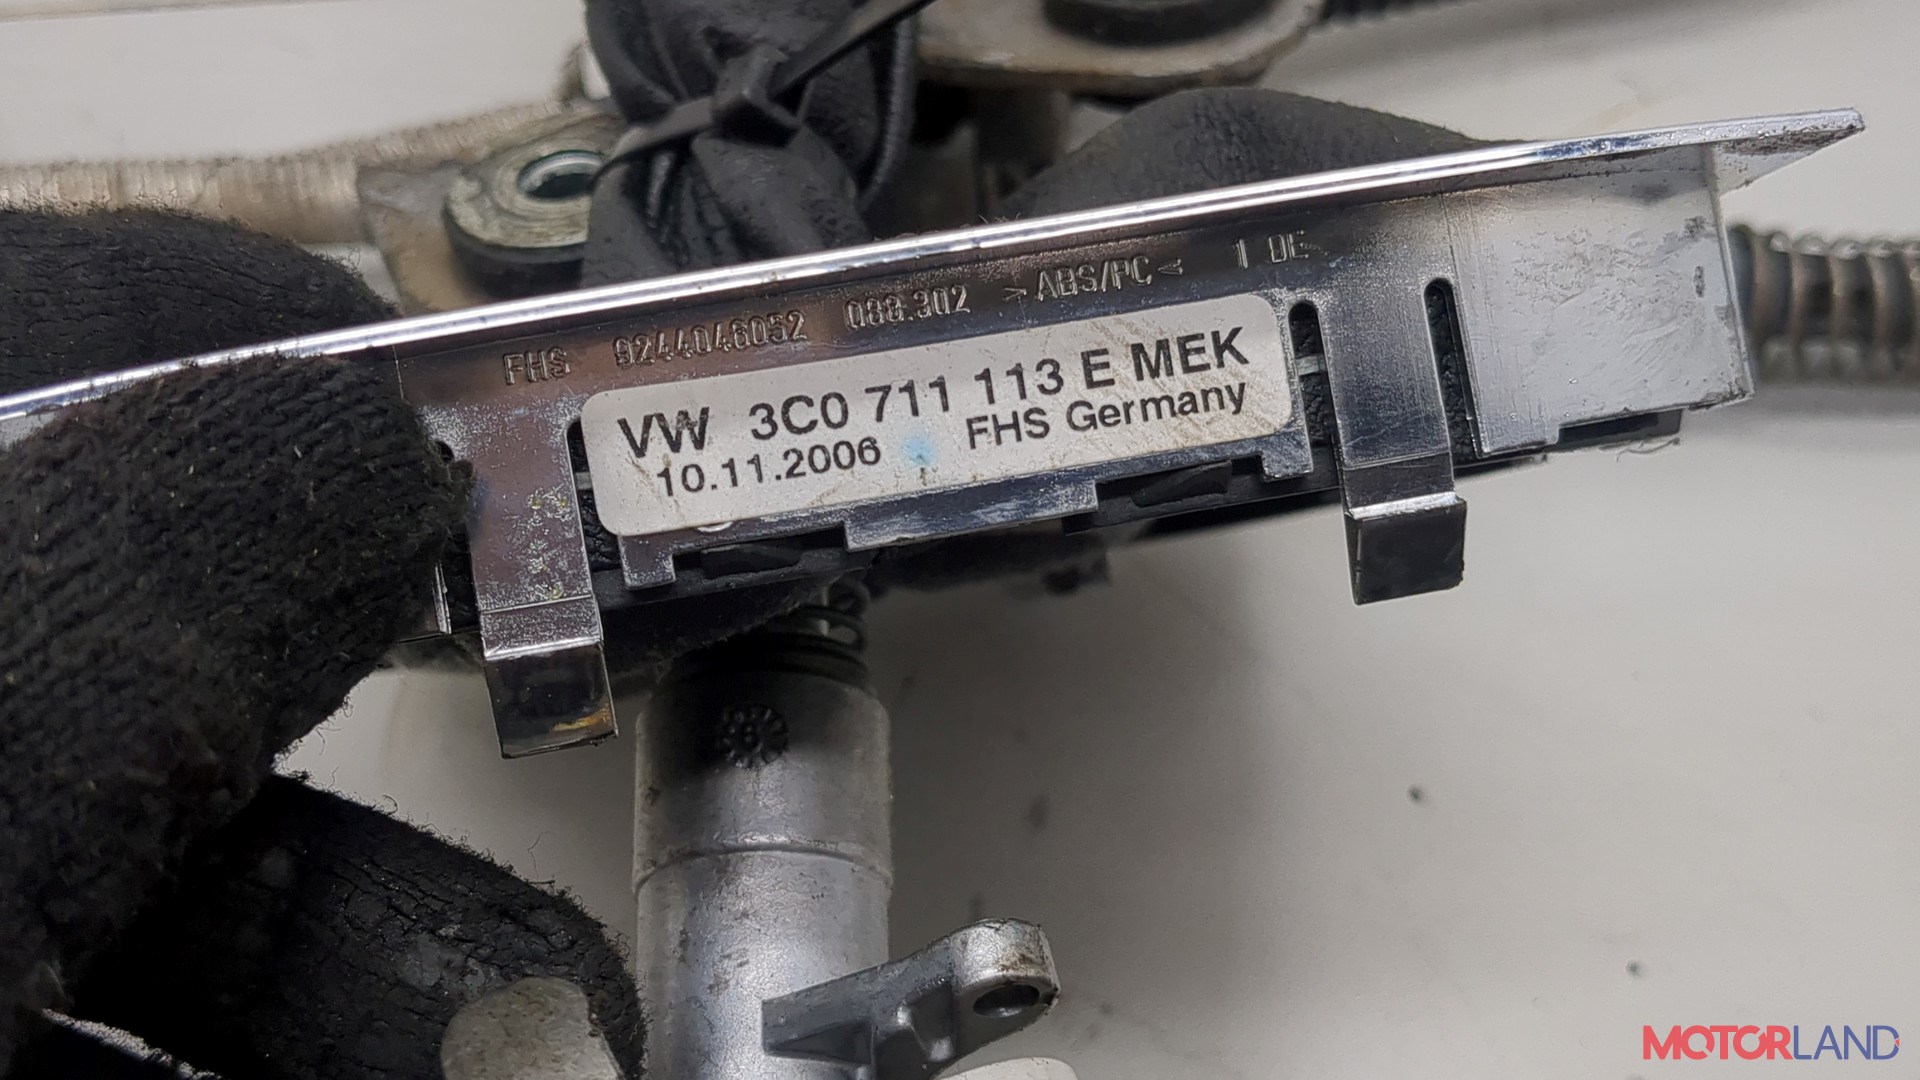 FHS 9244046052 088.302 >ABS/PC< 1 DE
VW 3C0 711 113 E MEK
10.11.2006 FHS Germany
MOTORLAND